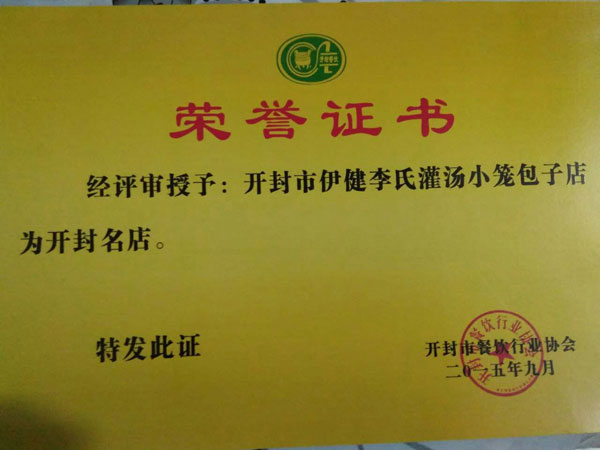 荣誉证书
经评审授予：开封市伊健李氏灌汤小笼包子店
为开封名店。
特发此证
开封市餐饮行业协会
二〇一五年九月